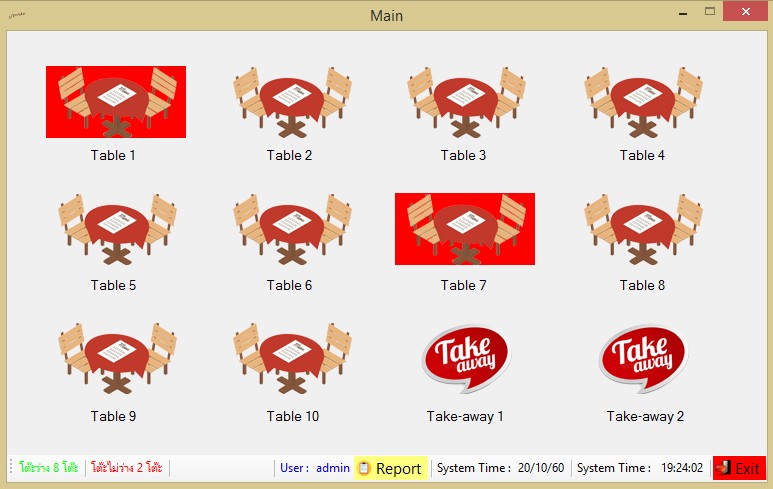 Main
Table 1
Table 2
Table 3
Table 4
Table 5
Table 6
Table 7
Table 8
Take away
Take away
Table 9
Table 10
Take-away 1
Take-away 2
โต๊ะว่าง 8 โต๊ะ
โต๊ะไม่ว่าง 2 โต๊ะ
User : admin
Report
System Time : 20/10/60
System Time : 19:24:02
Exit